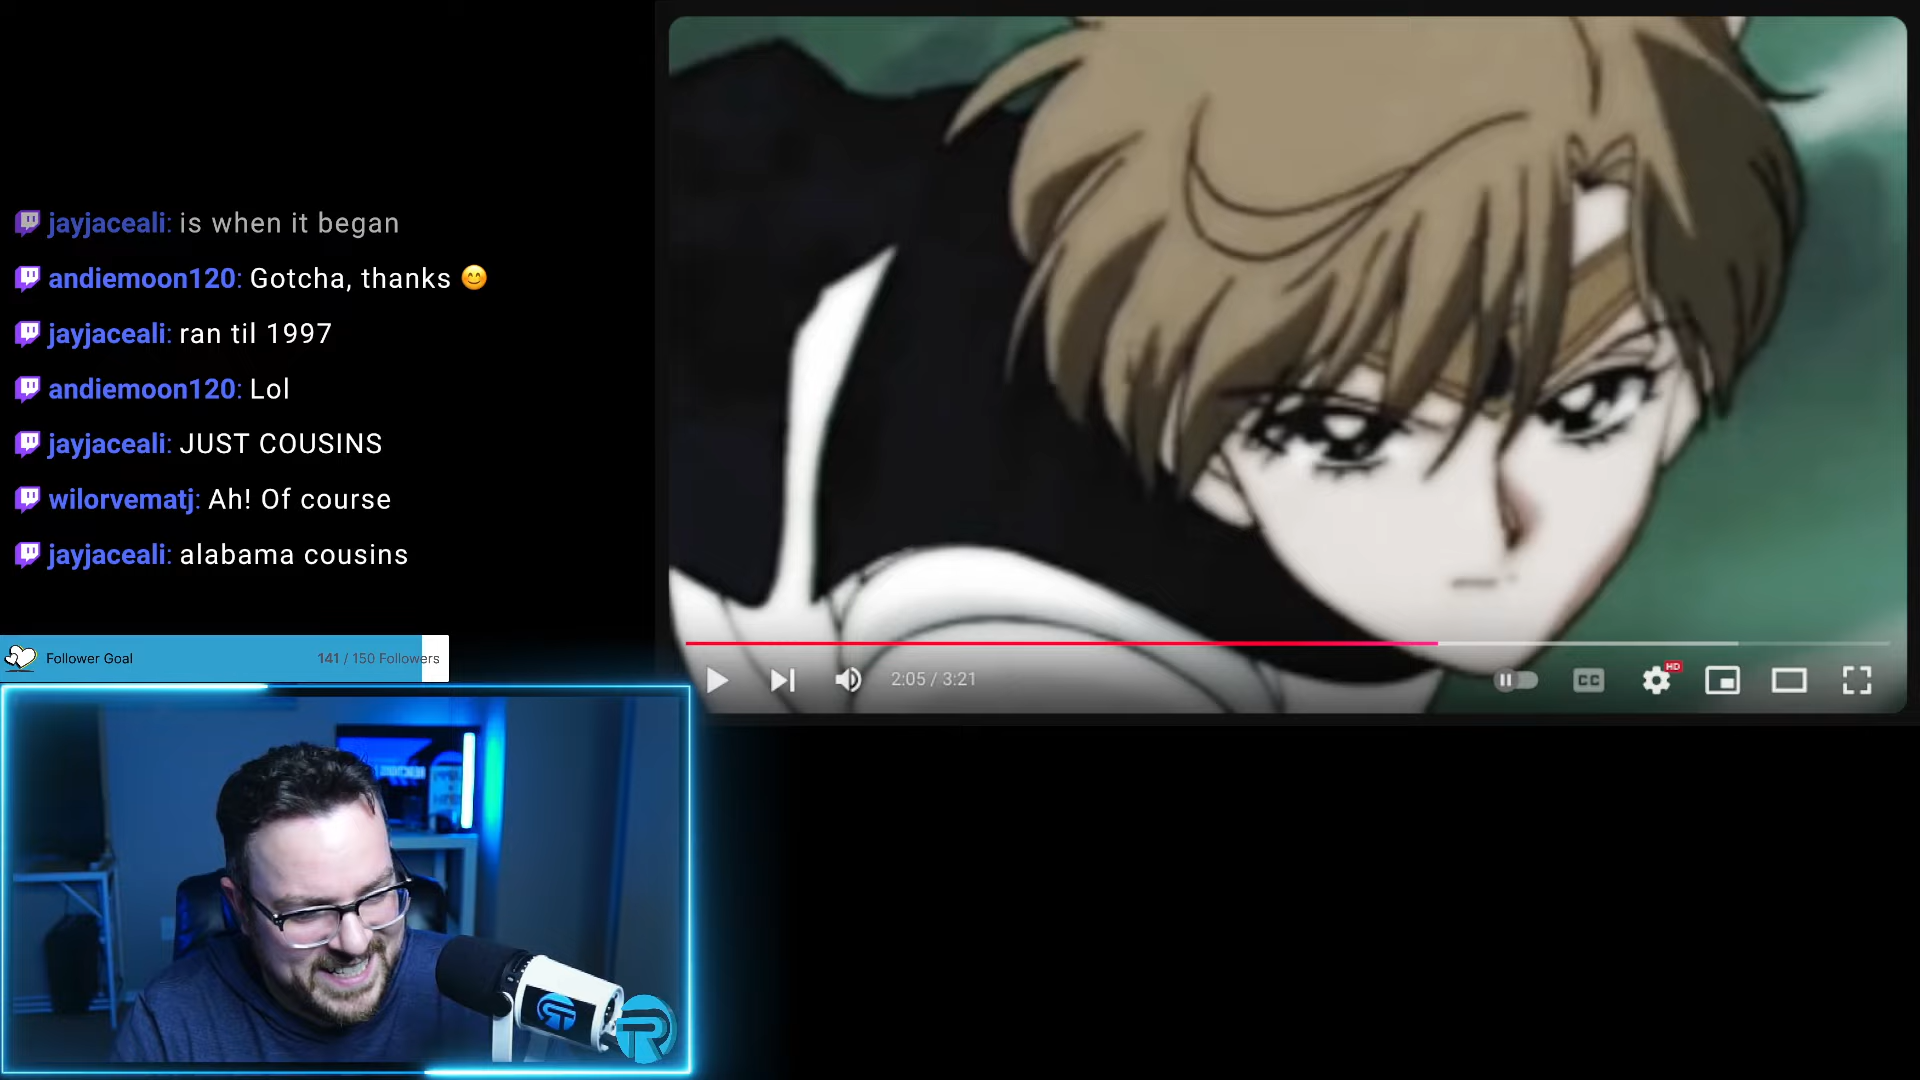 jayjaceali: is when it began
andiemoon120: Gotcha, thanks 😊
jayjaceali: ran til 1997
andiemoon120: Lol
jayjaceali: JUST COUSINS
wilorvematj: Ah! Of course
jayjaceali: alabama cousins
Follower Goal 141 / 150 Followers
2:05 / 3:21
CC
HD